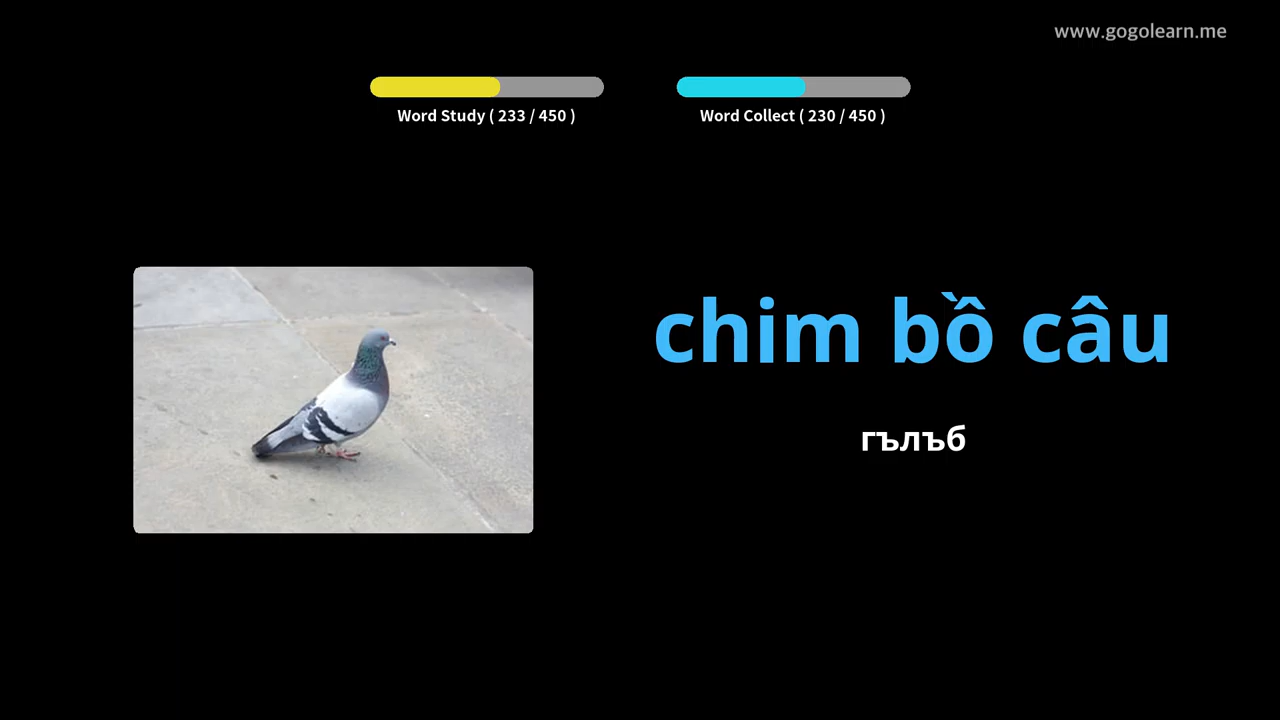 www.gogolearn.me
Word Study ( 233 / 450 )
Word Collect ( 230 / 450 )
chim bồ câu
гълъб